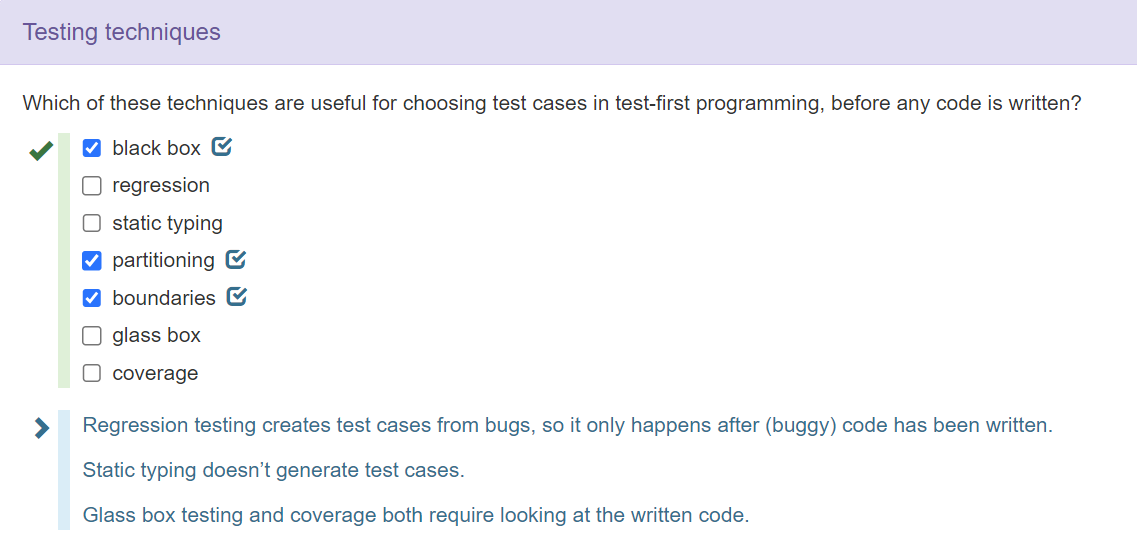 Testing techniques
Which of these techniques are useful for choosing test cases in test-first programming, before any code is written?
black box
regression
static typing
partitioning
boundaries
glass box
coverage
Regression testing creates test cases from bugs, so it only happens after (buggy) code has been written.
Static typing doesn’t generate test cases.
Glass box testing and coverage both require looking at the written code.